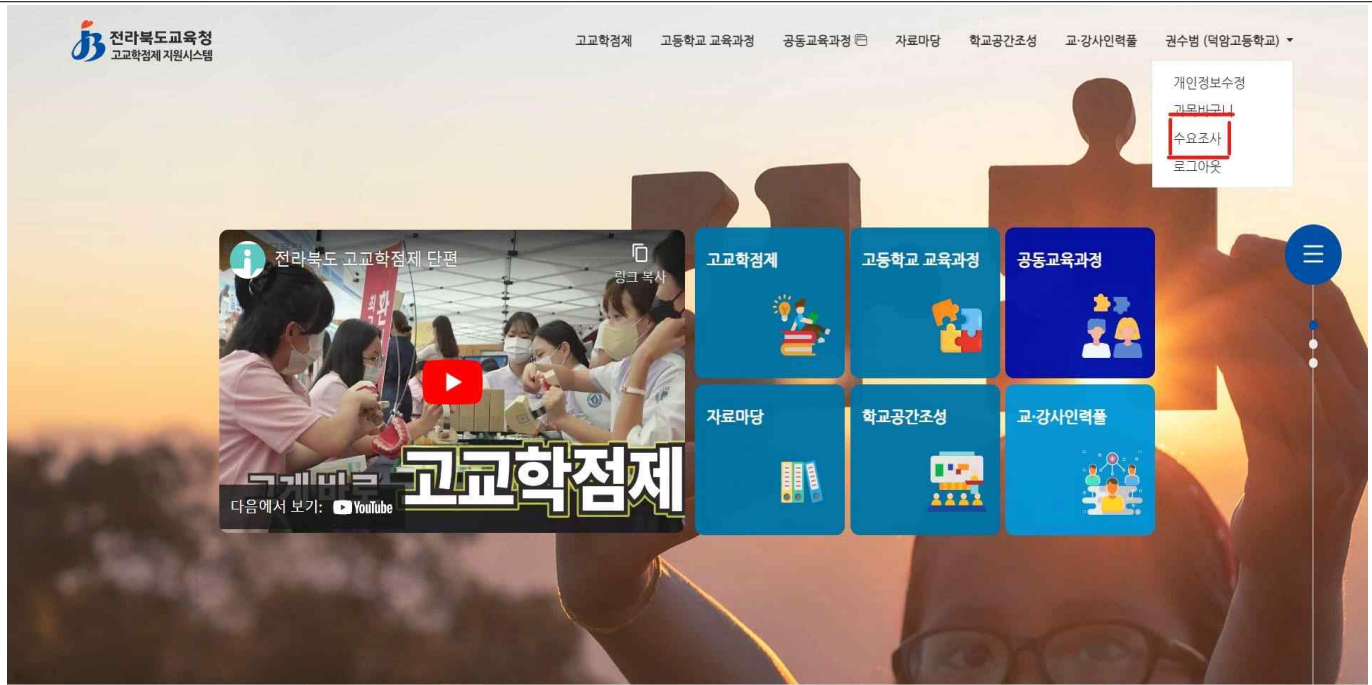 전라북도교육청
고교학점제 지원시스템
고교학점제 고등학교 교육과정 공동교육과정 자료마당 학교공간조성 교·강사인력풀 권수범 (덕암고등학교)
개인정보수정
과목바구니
수요조사
로그아웃
전라북도 고교학점제 단편
링크 복사
고교학점제
다음에서 보기: YouTube
고교학점제
고등학교 교육과정
공동교육과정
자료마당
학교공간조성
교·강사인력풀